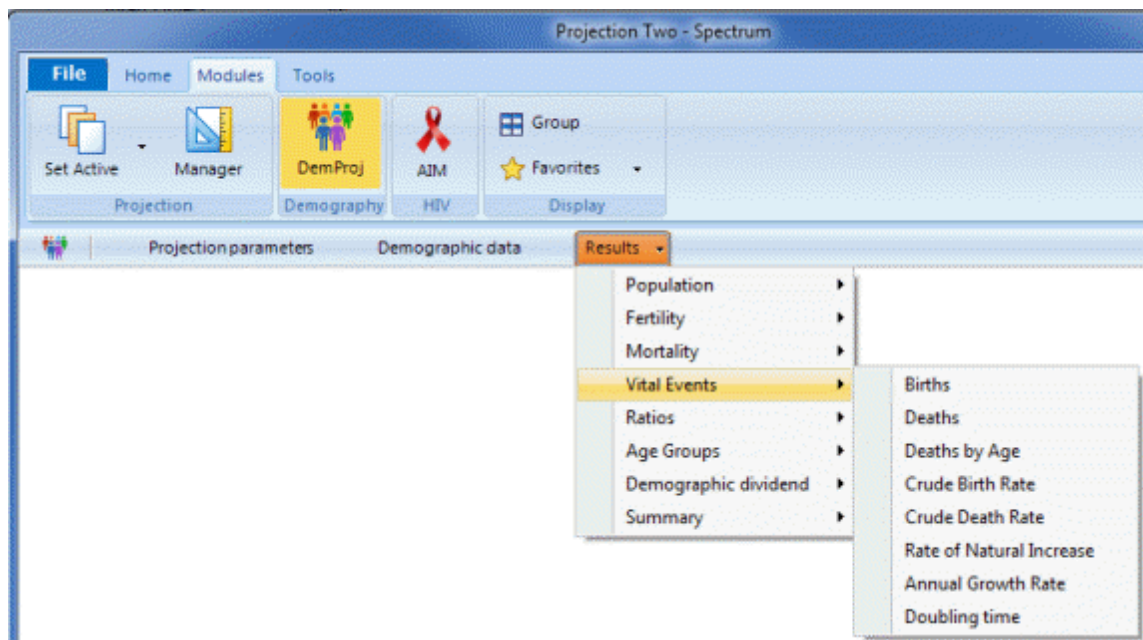 Projection Two - Spectrum
File Home Modules Tools
Set Active Manager DemProj AIM Group
Favorites
Projection Demography HIV Display
Projection parameters Demographic data Results
Population
Fertility
Mortality
Vital Events
Ratios
Age Groups
Demographic dividend
Summary
Births
Deaths
Deaths by Age
Crude Birth Rate
Crude Death Rate
Rate of Natural Increase
Annual Growth Rate
Doubling time